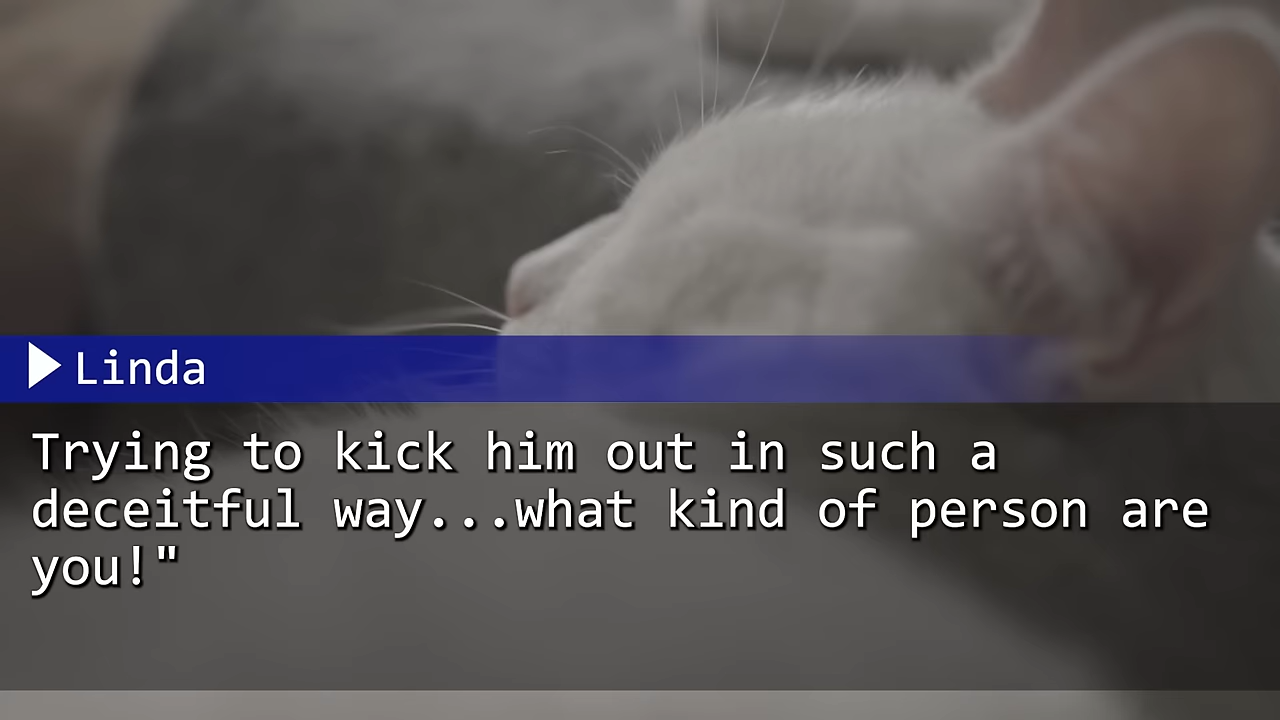 Linda
Trying to kick him out in such a
deceitful way...what kind of person are
you!"